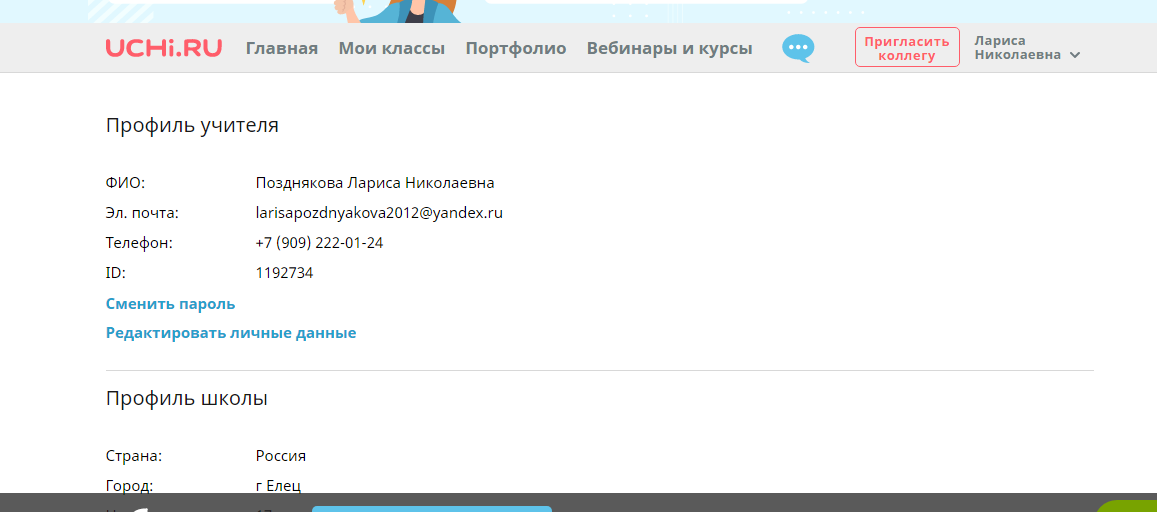 UCHi.RU Главная Мои классы Портфолио Вебинары и курсы Пригласить коллегу Лариса Николаевна
Профиль учителя
ФИО: Позднякова Лариса Николаевна
Эл. почта: larisapozdnyakova2012@yandex.ru
Телефон: +7 (909) 222-01-24
ID: 1192734
Сменить пароль
Редактировать личные данные
Профиль школы
Страна: Россия
Город: г Елец